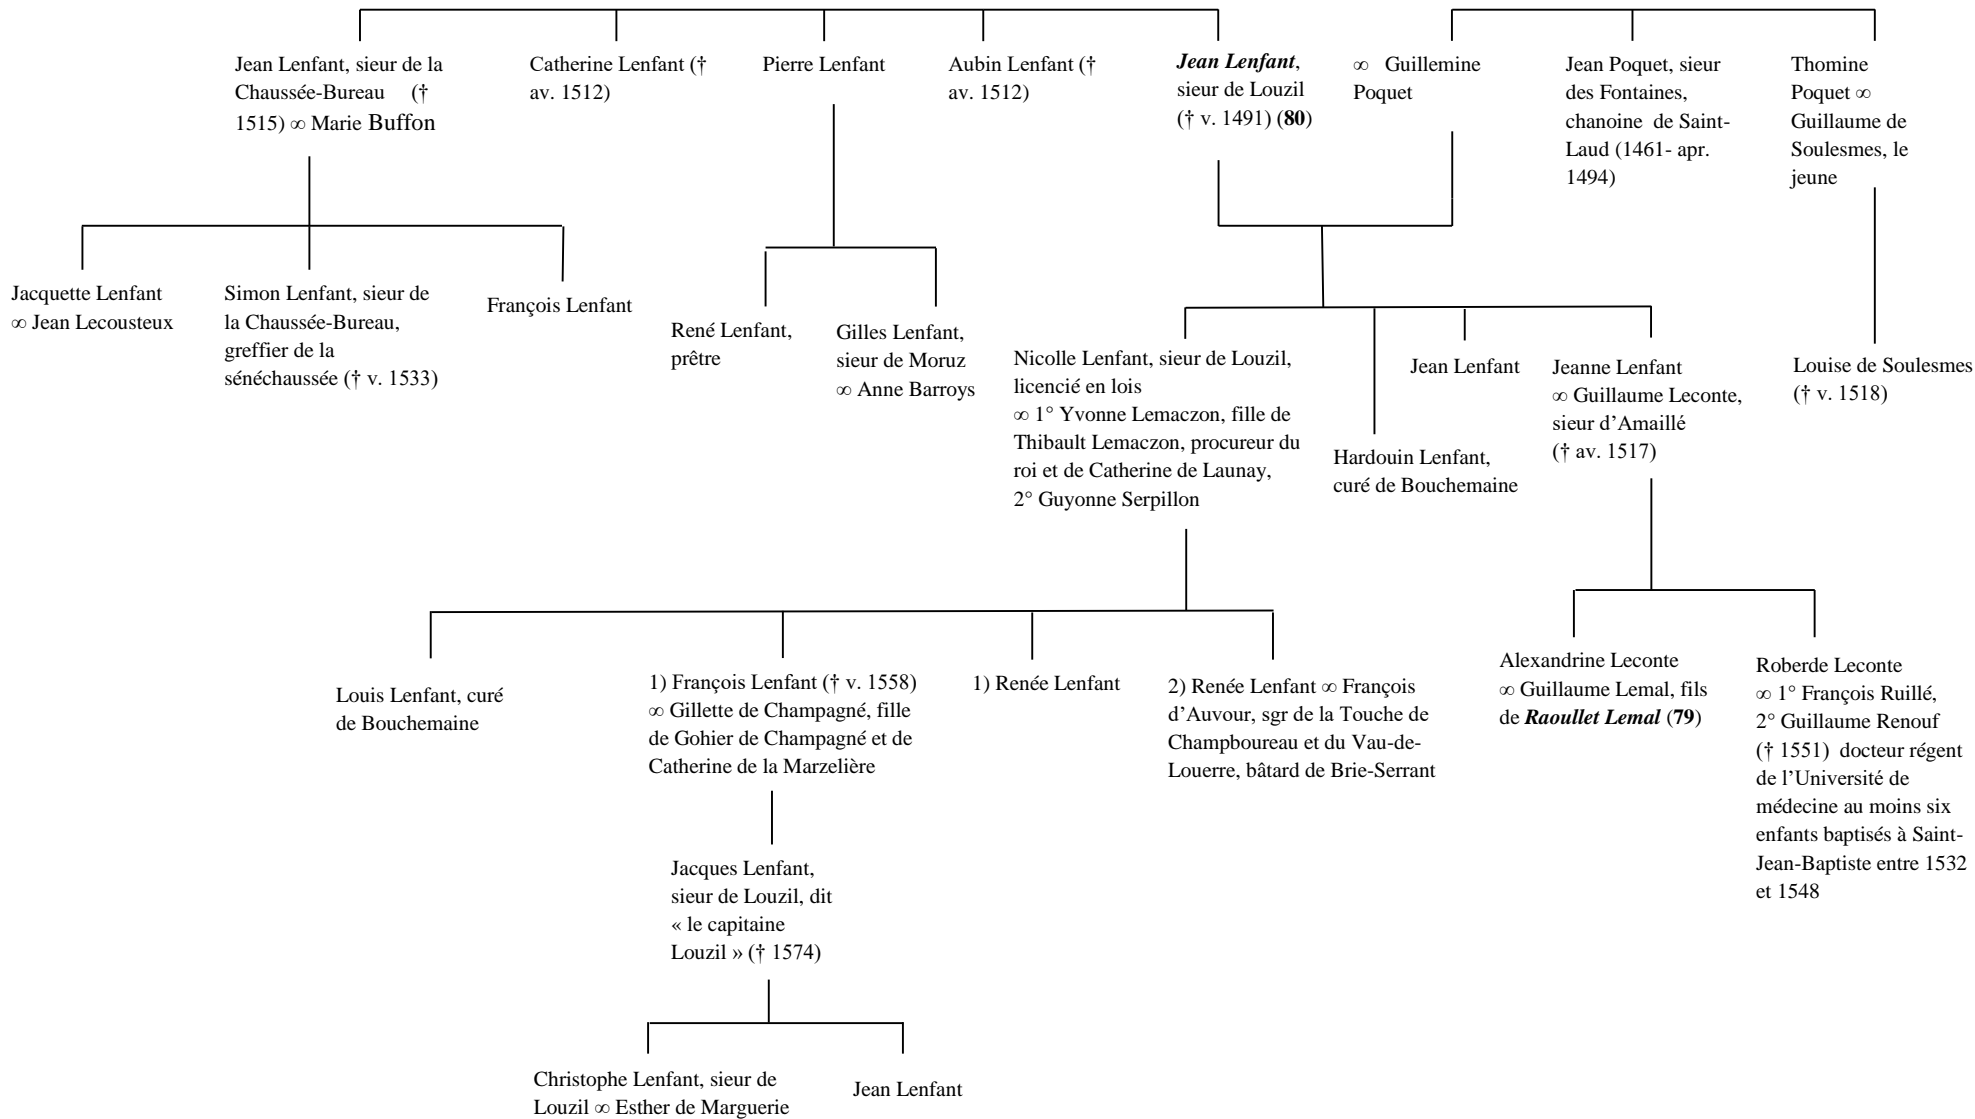 Jean Lenfant, sieur de la
Chaussée-Bureau († 
1515) ∞ Marie Buffon
Catherine Lenfant (†
av. 1512)
Pierre Lenfant
Aubin Lenfant (†
av. 1512)
Jean Lenfant,
sieur de Louzil
(† v. 1491) (80)
∞ Guillemine
Poquet
Jean Poquet, sieur
des Fontaines,
chanoine de Saint-
Laud (1461- apr.
1494)
Thomine
Poquet ∞
Guillaume de
Soulesmes, le
jeune
Jacquette Lenfant
∞ Jean Lecousteux
Simon Lenfant, sieur de
la Chaussée-Bureau,
greffier de la
sénéchaussée († v. 1533)
François Lenfant
René Lenfant,
prêtre
Gilles Lenfant,
sieur de Moruz
∞ Anne Barroys
Nicolle Lenfant, sieur de Louzil,
licencié en lois
∞ 1° Yvonne Lemaczon, fille de
Thibault Lemaczon, procureur du
roi et de Catherine de Launay,
2° Guyonne Serpillon
Hardouin Lenfant,
curé de Bouchemaine
Jean Lenfant
Jeanne Lenfant
∞ Guillaume Leconte,
sieur d’Amaillé
(† av. 1517)
Louise de Soulesmes
(† v. 1518)
Louis Lenfant, curé
de Bouchemaine
1) François Lenfant († v. 1558)
∞ Gillette de Champagné, fille
de Gohier de Champagné et de
Catherine de la Marzelière
1) Renée Lenfant
2) Renée Lenfant ∞ François
d’Auvour, sgr de la Touche de
Champboureau et du Vau-de-
Louerre, bâtard de Brie-Serrant
Alexandrine Leconte
∞ Guillaume Lemal, fils
de Raoullet Lemal (79)
Roberde Leconte
∞ 1° François Ruillé,
2° Guillaume Renouf
(† 1551) docteur régent
de l’Université de
médecine au moins six
enfants baptisés à Saint-
Jean-Baptiste entre 1532
et 1548
Jacques Lenfant,
sieur de Louzil, dit
« le capitaine
Louzil » († 1574)
Christophe Lenfant, sieur de
Louzil ∞ Esther de Marguerie
Jean Lenfant